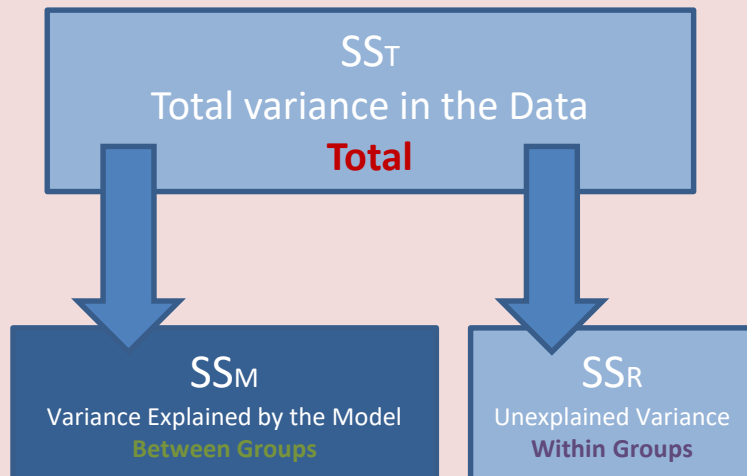 SST
Total variance in the Data
Total
SSM
Variance Explained by the Model
Between Groups
SSR
Unexplained Variance
Within Groups